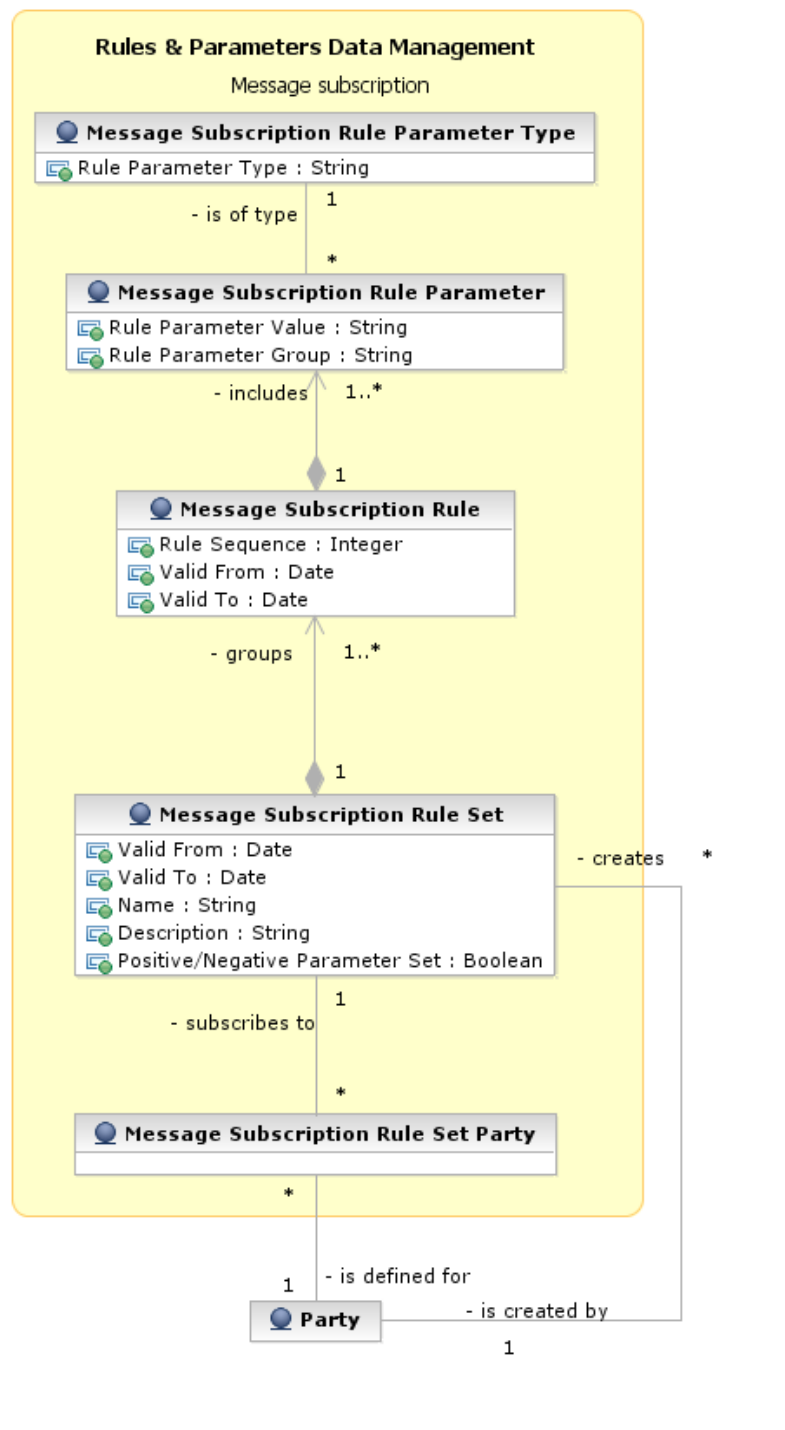 Rules & Parameters Data Management
Message subscription
Message Subscription Rule Parameter Type
Rule Parameter Type : String
1
- is of type
*
Message Subscription Rule Parameter
Rule Parameter Value : String
Rule Parameter Group : String
- includes 1..*
1
Message Subscription Rule
Rule Sequence : Integer
Valid From : Date
Valid To : Date
- groups 1..*
1
Message Subscription Rule Set
Valid From : Date
Valid To : Date
Name : String
Description : String
Positive/Negative Parameter Set : Boolean
- creates *
1
- subscribes to
*
Message Subscription Rule Set Party
*
- is defined for
1
Party
- is created by
1